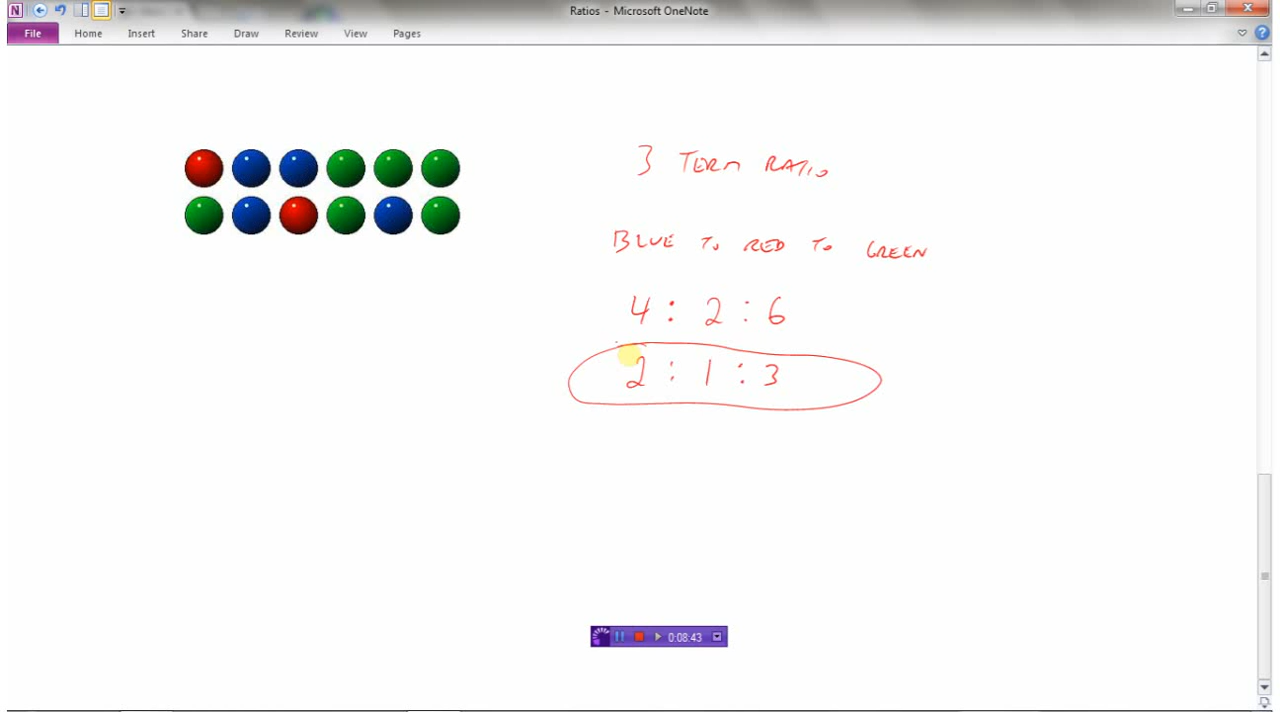 Ratios - Microsoft OneNote
File Home Insert Share Draw Review View Pages
3 TERM RATIO
BLUE TO RED TO GREEN
4 : 2 : 6
2 : 1 : 3
0:08:43